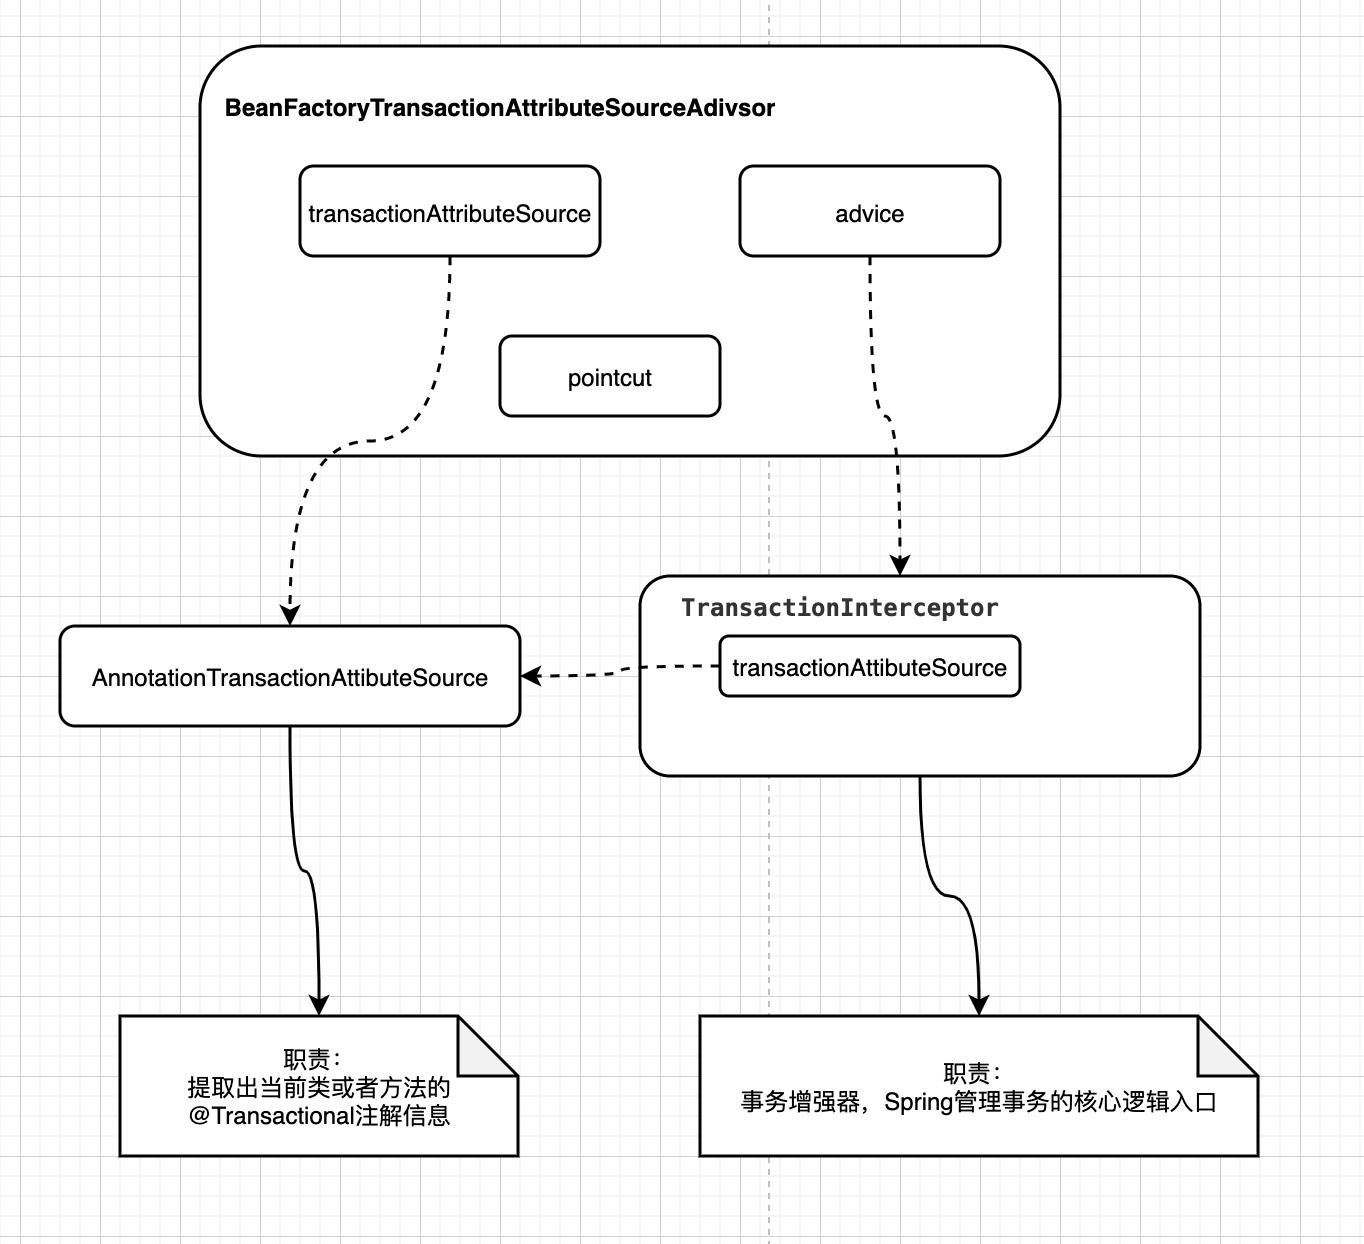 BeanFactoryTransactionAttributeSourceAdivsor
transactionAttributeSource
advice
pointcut
TransactionInterceptor
transactionAttibuteSource
AnnotationTransactionAttibuteSource
职责：
提取出当前类或者方法的
@Transactional注解信息
职责：
事务增强器，Spring管理事务的核心逻辑入口